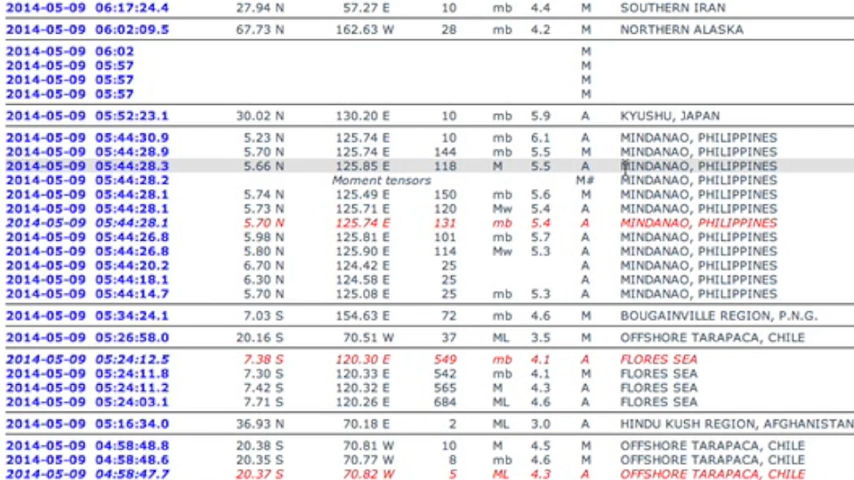 2014-05-09 06:17:24.4 27.94 N 57.27 E 10 mb 4.4 M SOUTHERN IRAN
2014-05-09 06:02:09.5 67.73 N 162.63 W 28 mb 4.2 M NORTHERN ALASKA
2014-05-09 06:02 M
2014-05-09 05:57 M
2014-05-09 05:57 M
2014-05-09 05:57 M
2014-05-09 05:52:23.1 30.02 N 130.20 E 10 mb 5.9 A KYUSHU, JAPAN
2014-05-09 05:44:30.9 5.23 N 125.74 E 10 mb 6.1 A MINDANAO, PHILIPPINES
2014-05-09 05:44:28.9 5.70 N 125.74 E 144 mb 5.5 M MINDANAO, PHILIPPINES
2014-05-09 05:44:28.3 5.66 N 125.85 E 118 M 5.5 A MINDANAO, PHILIPPINES
2014-05-09 05:44:28.2 Moment tensors M# MINDANAO, PHILIPPINES
2014-05-09 05:44:28.1 5.74 N 125.49 E 150 mb 5.6 M MINDANAO, PHILIPPINES
2014-05-09 05:44:28.1 5.73 N 125.71 E 120 Mw 5.4 A MINDANAO, PHILIPPINES
2014-05-09 05:44:28.1 5.70 N 125.74 E 131 mb 5.4 A MINDANAO, PHILIPPINES
2014-05-09 05:44:26.8 5.98 N 125.81 E 101 mb 5.7 A MINDANAO, PHILIPPINES
2014-05-09 05:44:26.8 5.80 N 125.90 E 114 Mw 5.3 A MINDANAO, PHILIPPINES
2014-05-09 05:44:20.2 6.70 N 124.42 E 25 A MINDANAO, PHILIPPINES
2014-05-09 05:44:18.1 6.30 N 124.58 E 25 A MINDANAO, PHILIPPINES
2014-05-09 05:44:14.7 5.70 N 125.08 E 25 mb 5.3 A MINDANAO, PHILIPPINES
2014-05-09 05:34:24.1 7.03 S 154.63 E 72 mb 4.6 M BOUGAINVILLE REGION, P.N.G.
2014-05-09 05:26:58.0 20.16 S 70.51 W 37 ML 3.5 M OFFSHORE TARAPACA, CHILE
2014-05-09 05:24:12.5 7.38 S 120.30 E 549 mb 4.1 A FLORES SEA
2014-05-09 05:24:11.8 7.30 S 120.33 E 542 mb 4.1 M FLORES SEA
2014-05-09 05:24:11.2 7.42 S 120.32 E 565 M 4.3 A FLORES SEA
2014-05-09 05:24:03.1 7.71 S 120.26 E 684 ML 4.6 A FLORES SEA
2014-05-09 05:16:34.0 36.93 N 70.18 E 2 ML 3.0 A HINDU KUSH REGION, AFGHANISTAN
2014-05-09 04:58:48.8 20.38 S 70.81 W 10 M 4.5 M OFFSHORE TARAPACA, CHILE
2014-05-09 04:58:48.6 20.35 S 70.77 W 8 mb 4.6 M OFFSHORE TARAPACA, CHILE
2014-05-09 04:58:47.7 20.37 S 70.82 W 5 ML 4.3 A OFFSHORE TARAPACA, CHILE